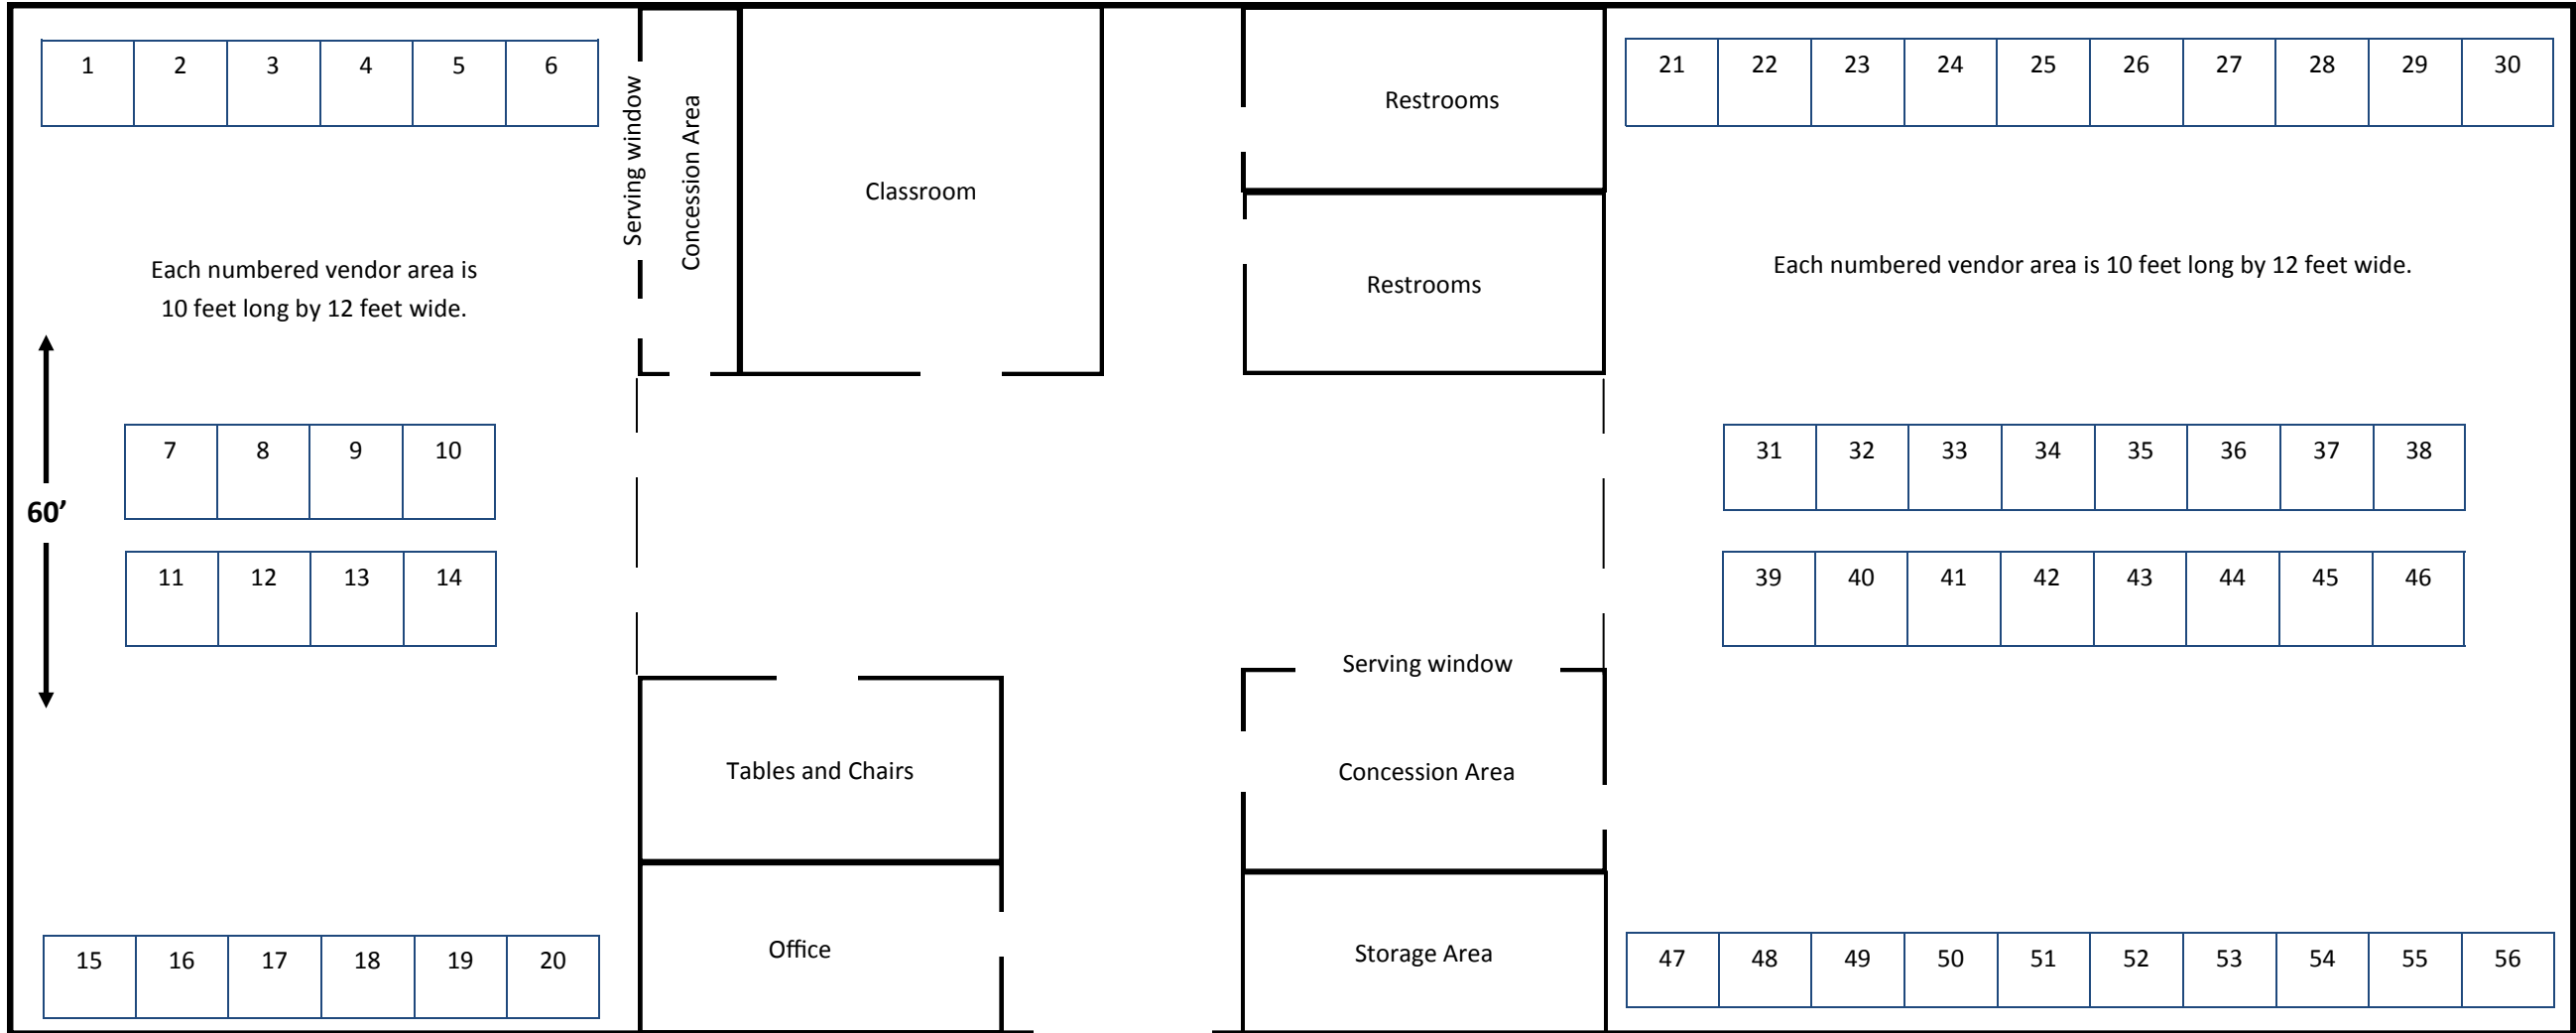 1 2 3 4 5 6
Serving window
Concession Area
Classroom
Restrooms
21 22 23 24 25 26 27 28 29 30
Each numbered vendor area is
10 feet long by 12 feet wide.
Restrooms
Each numbered vendor area is 10 feet long by 12 feet wide.
7 8 9 10
31 32 33 34 35 36 37 38
60’
11 12 13 14
39 40 41 42 43 44 45 46
Serving window
Tables and Chairs
Concession Area
15 16 17 18 19 20
Office
Storage Area
47 48 49 50 51 52 53 54 55 56